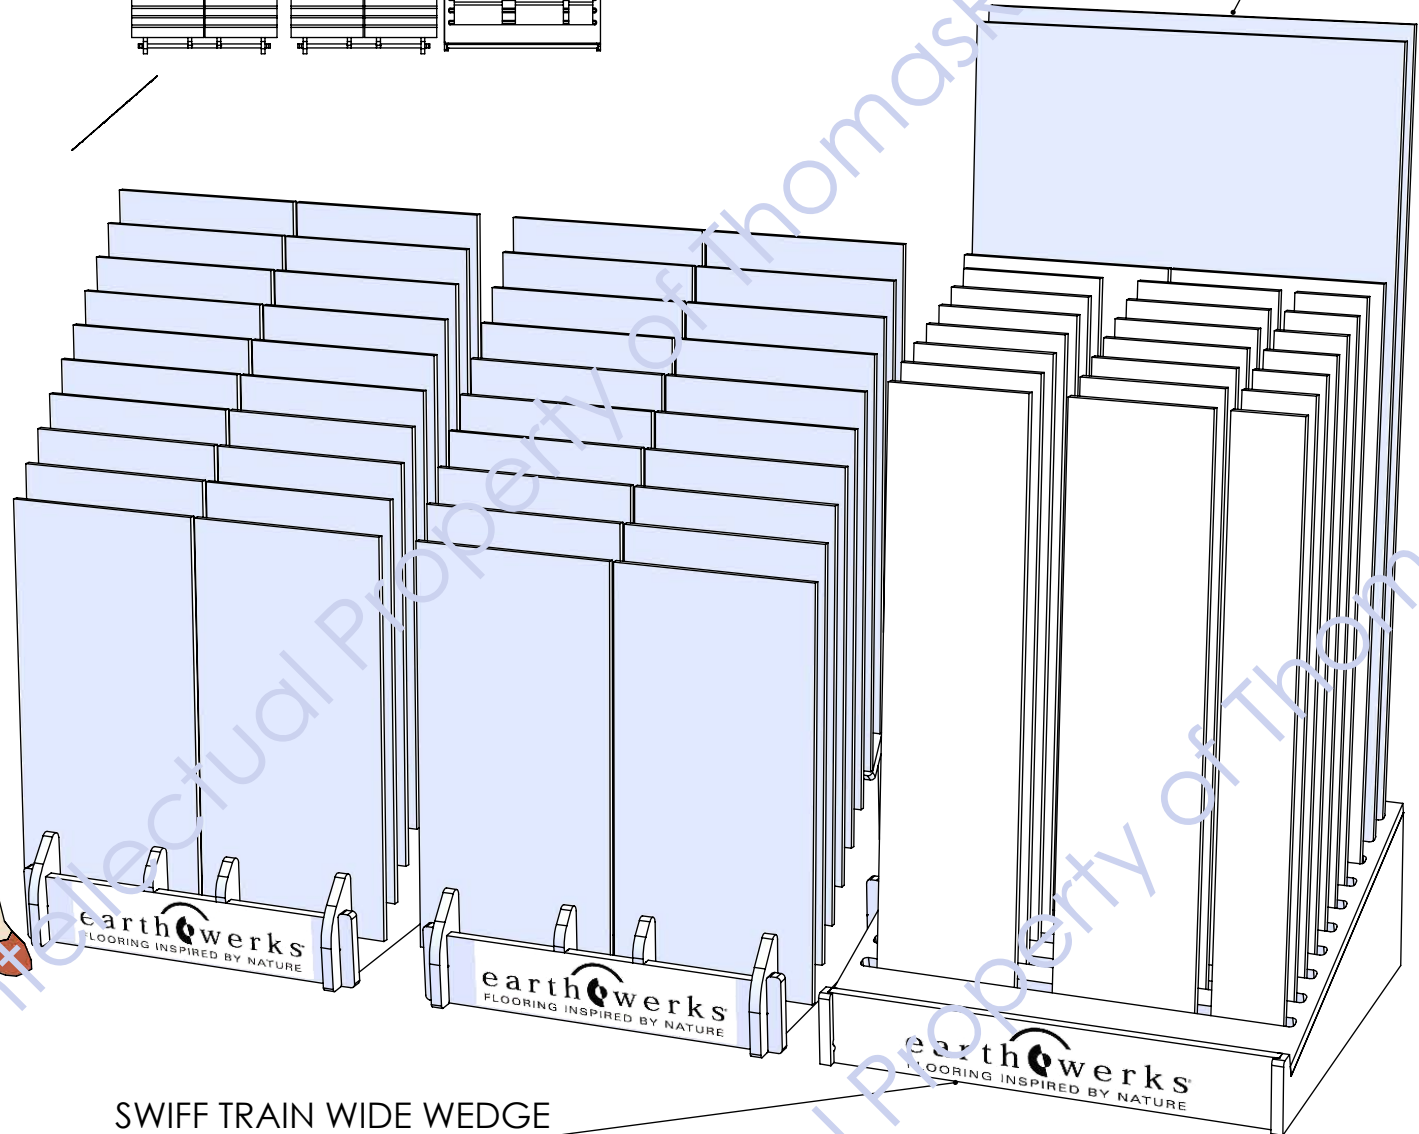 earthwerks
FLOORING INSPIRED BY NATURE
earthwerks
FLOORING INSPIRED BY NATURE
earthwerks
FLOORING INSPIRED BY NATURE
SWIFF TRAIN WIDE WEDGE
Property of Thomas
Property of Thom